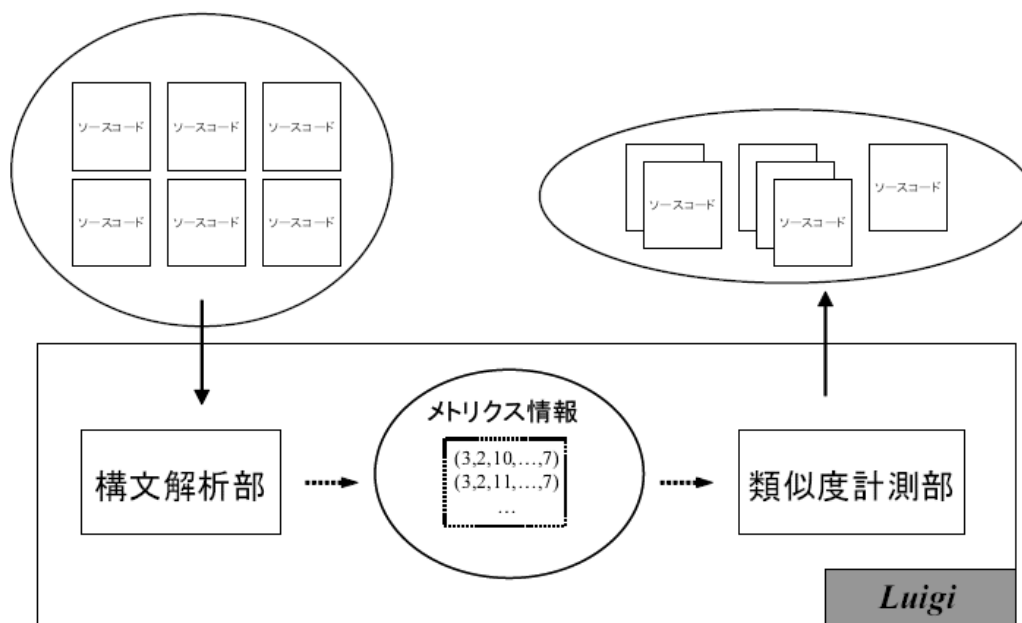 ソースコード
ソースコード
ソースコード
ソースコード
ソースコード
ソースコード
ソースコード
ソースコード
ソースコード
構文解析部
メトリクス情報
(3,2,10,…,7)
(3,2,11,…,7)
…
類似度計測部
Luigi